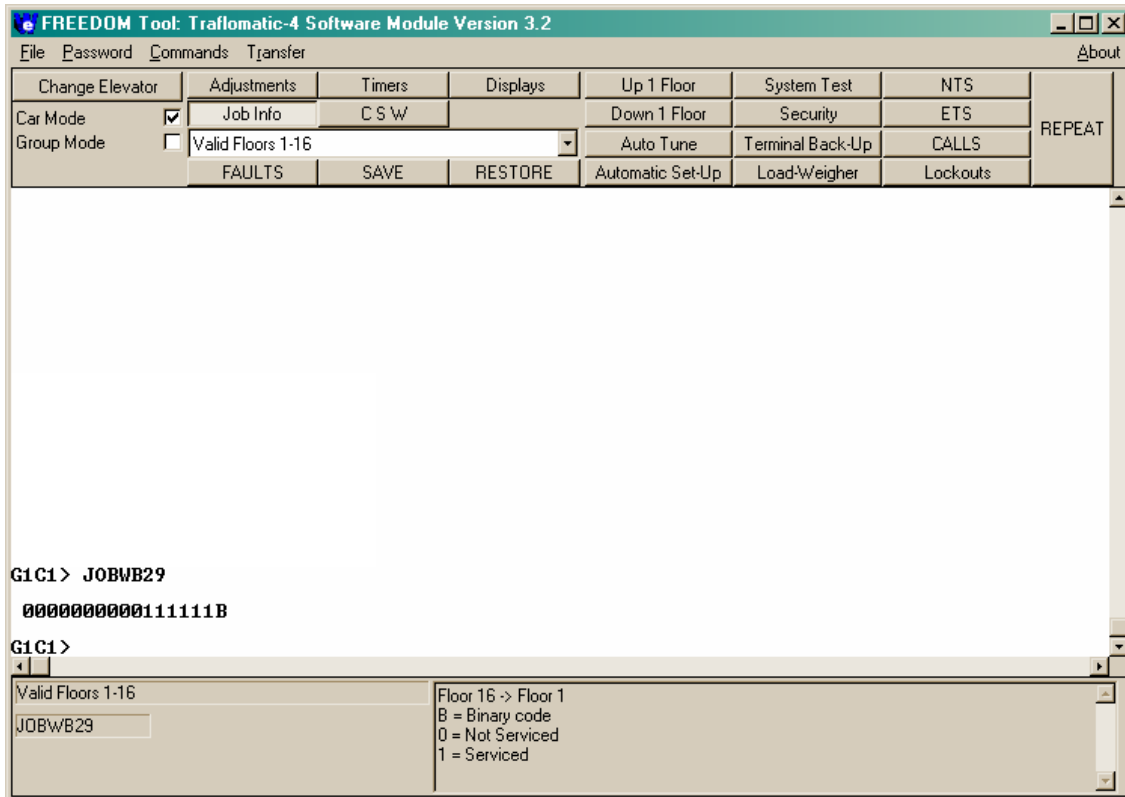 FREEDOM Tool: Traflomatic-4 Software Module Version 3.2
File Password Commands Transfer About
Change Elevator Adjustments Timers Displays Up 1 Floor System Test NTS
Car Mode Job Info C S W Down 1 Floor Security ETS
REPEAT
Group Mode Valid Floors 1-16 Auto Tune Terminal Back-Up CALLS
FAULTS SAVE RESTORE Automatic Set-Up Load-Weigher Lockouts
G1C1> JOBWB29
0000000000111111B
G1C1>
Valid Floors 1-16
JOBWB29
Floor 16 -> Floor 1
B = Binary code
0 = Not Serviced
1 = Serviced